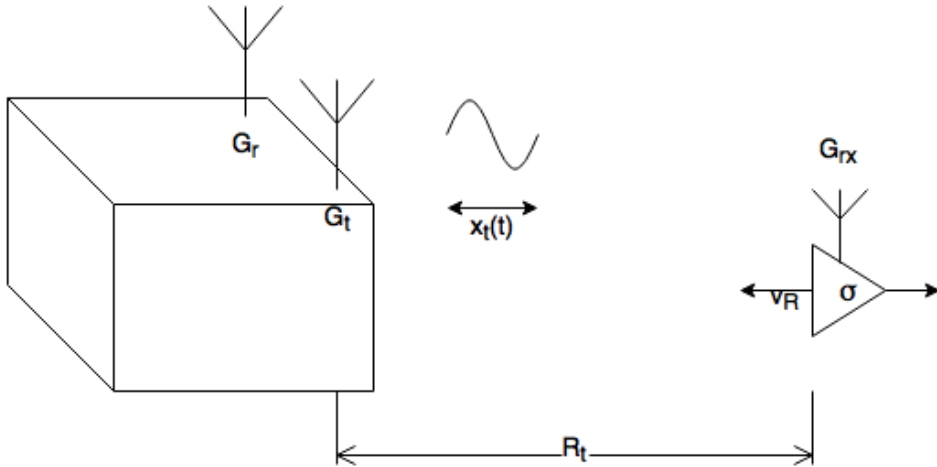 G_r
G_t
x_t(t)
G_rx
v_R
σ
R_t